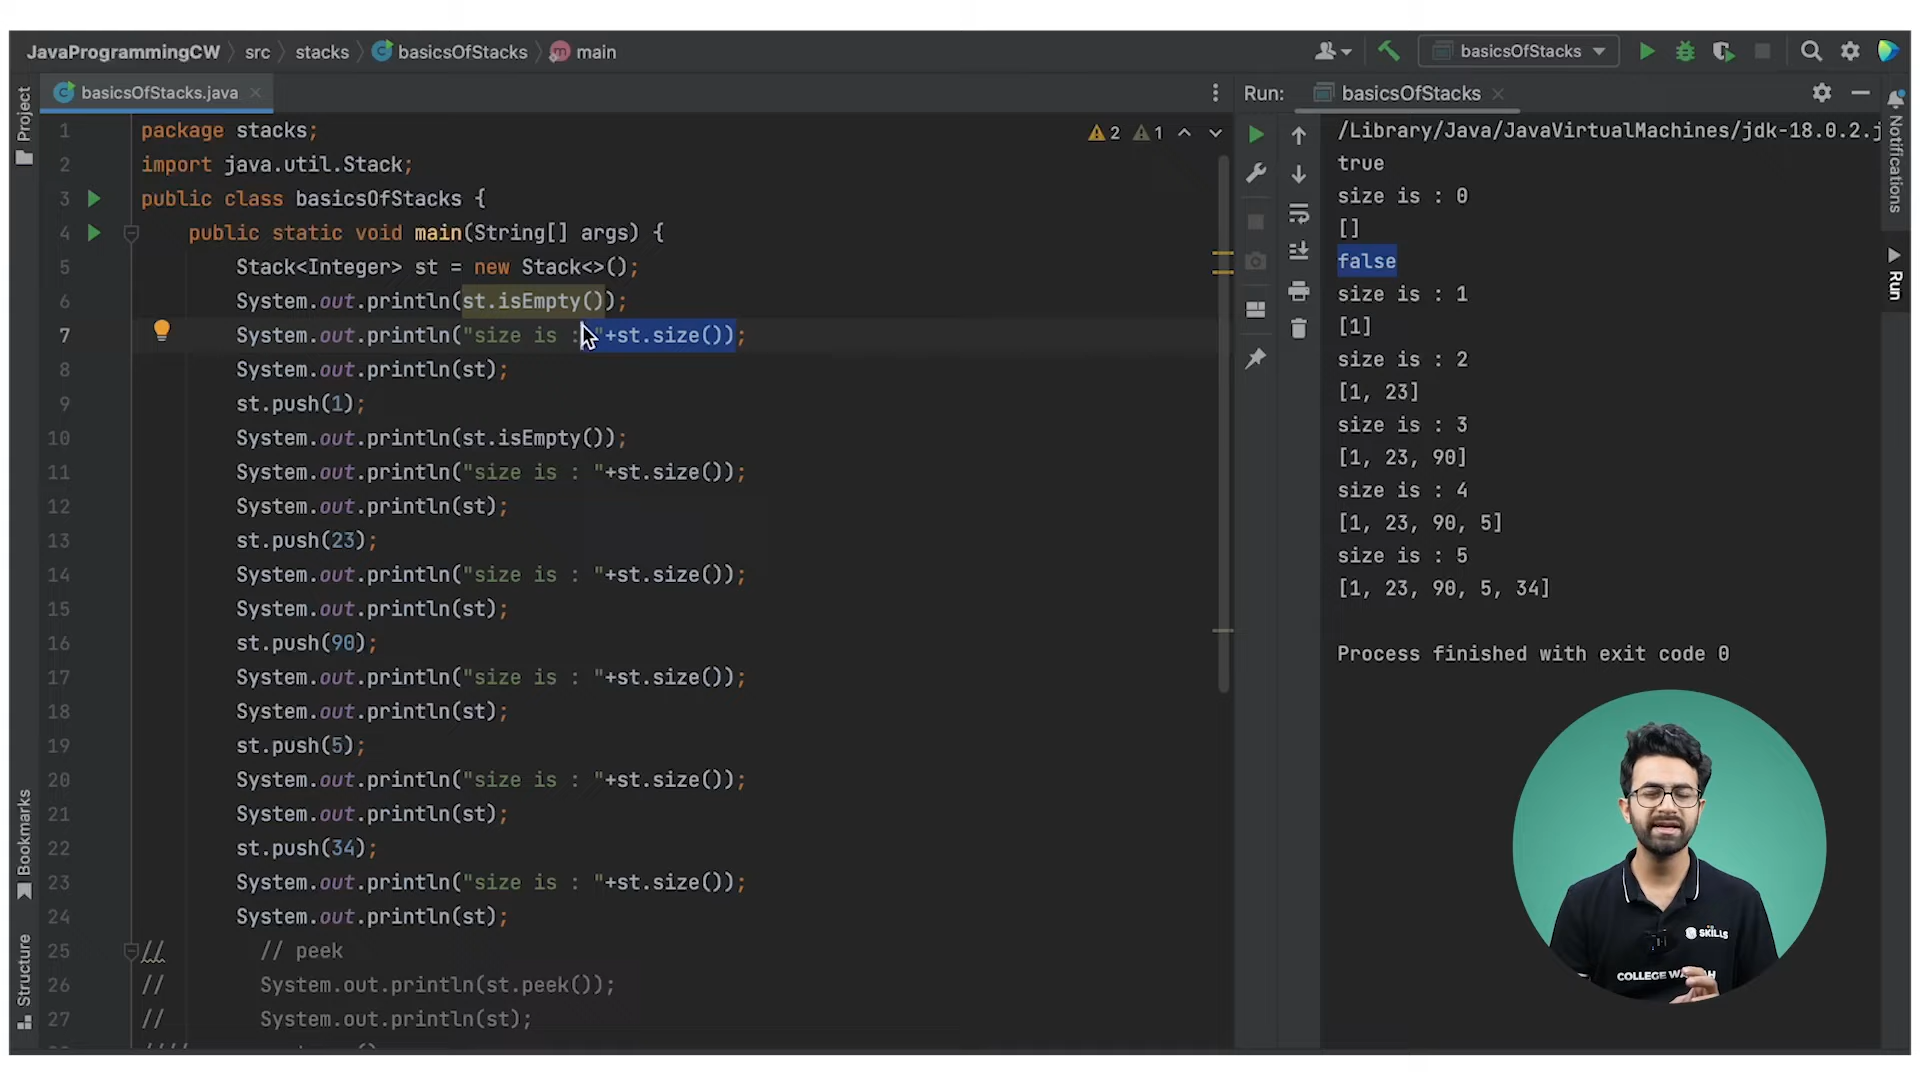 JavaProgrammingCW src stacks basicsOfStacks main
basicsOfStacks
basicsOfStacks.java
Project
Bookmarks
Structure
1 package stacks;
2 import java.util.Stack;
3 public class basicsOfStacks {
4 public static void main(String[] args) {
5 Stack<Integer> st = new Stack<>();
6 System.out.println(st.isEmpty());
7 System.out.println("size is : "+st.size());
8 System.out.println(st);
9 st.push(1);
10 System.out.println(st.isEmpty());
11 System.out.println("size is : "+st.size());
12 System.out.println(st);
13 st.push(23);
14 System.out.println("size is : "+st.size());
15 System.out.println(st);
16 st.push(90);
17 System.out.println("size is : "+st.size());
18 System.out.println(st);
19 st.push(5);
20 System.out.println("size is : "+st.size());
21 System.out.println(st);
22 st.push(34);
23 System.out.println("size is : "+st.size());
24 System.out.println(st);
25 // // peek
26 // System.out.println(st.peek());
27 // System.out.println(st);
2 1
Run: basicsOfStacks
/Library/Java/JavaVirtualMachines/jdk-18.0.2.j
true
size is : 0
[]
false
size is : 1
[1]
size is : 2
[1, 23]
size is : 3
[1, 23, 90]
size is : 4
[1, 23, 90, 5]
size is : 5
[1, 23, 90, 5, 34]
Process finished with exit code 0
Notifications
Run
SKILLS
COLLEGE